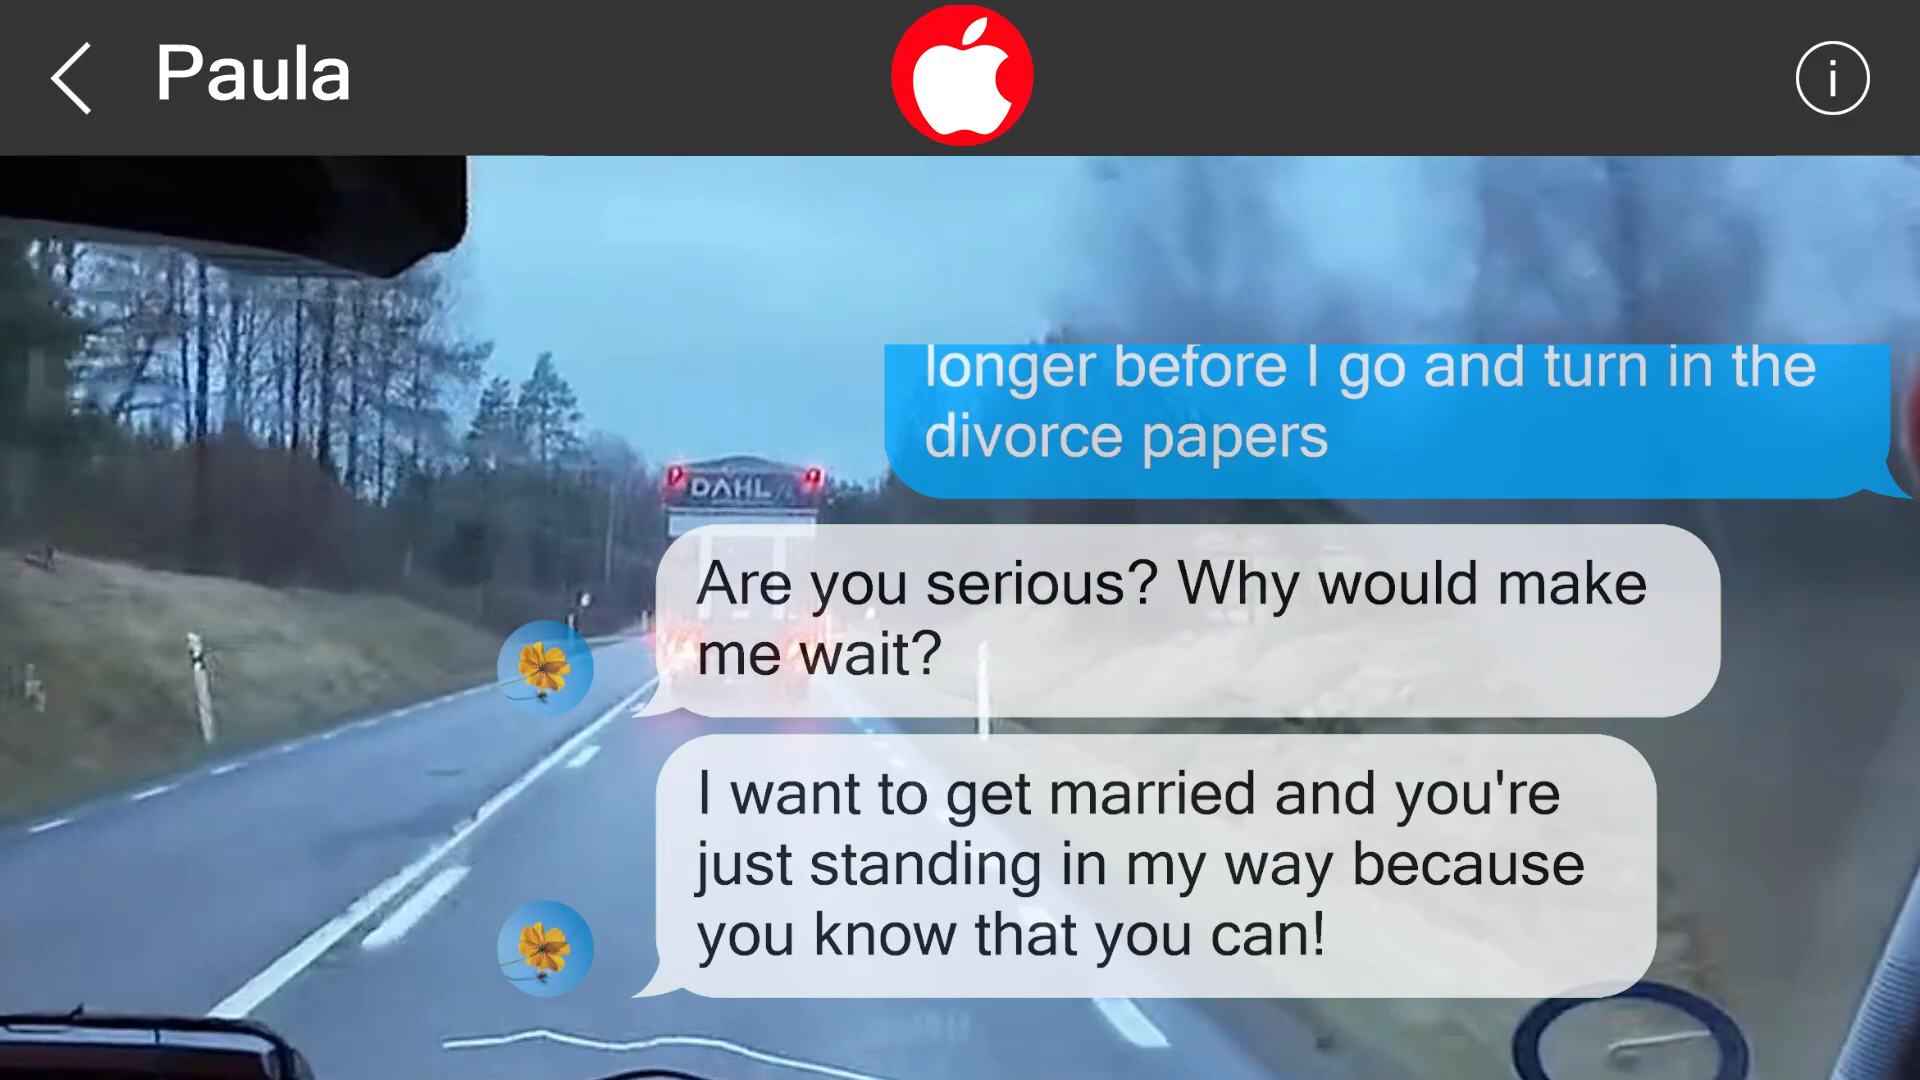 Paula
i
longer before I go and turn in the
divorce papers
DAHL
Are you serious? Why would make
me wait?
I want to get married and you're
just standing in my way because
you know that you can!